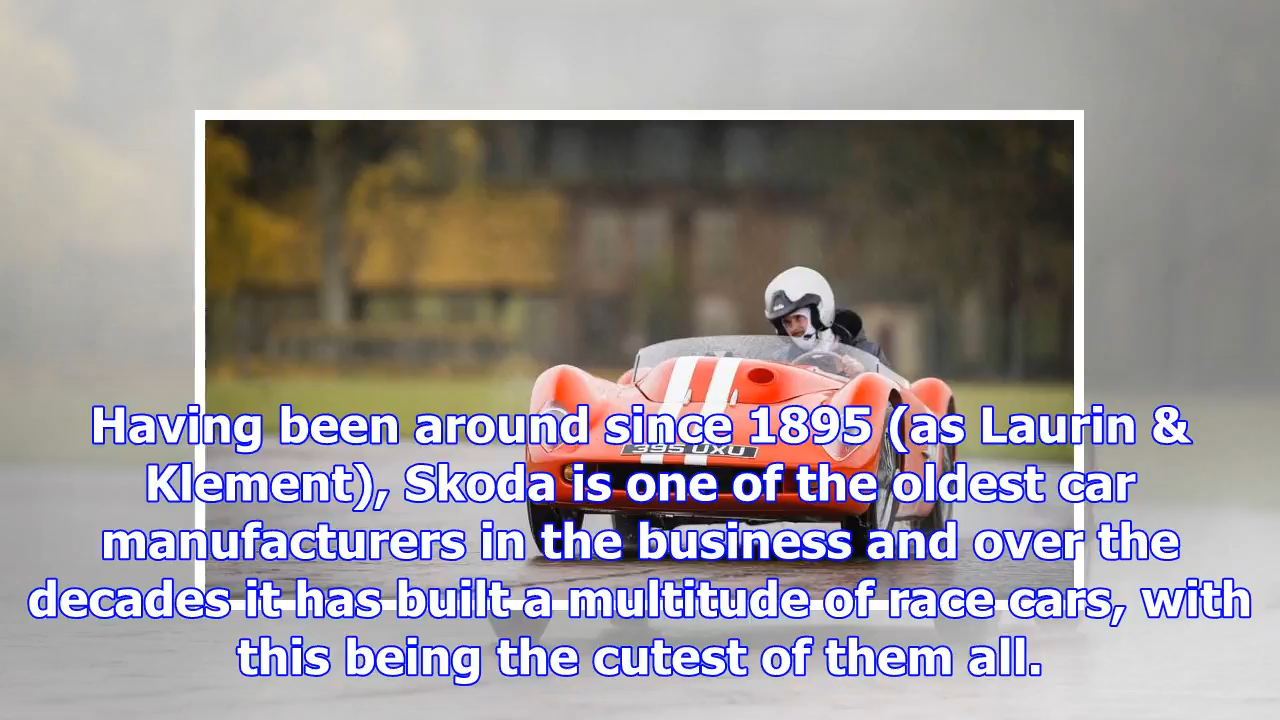 395 UXU
Having been around since 1895 (as Laurin &
Klement), Skoda is one of the oldest car
manufacturers in the business and over the
decades it has built a multitude of race cars, with
this being the cutest of them all.